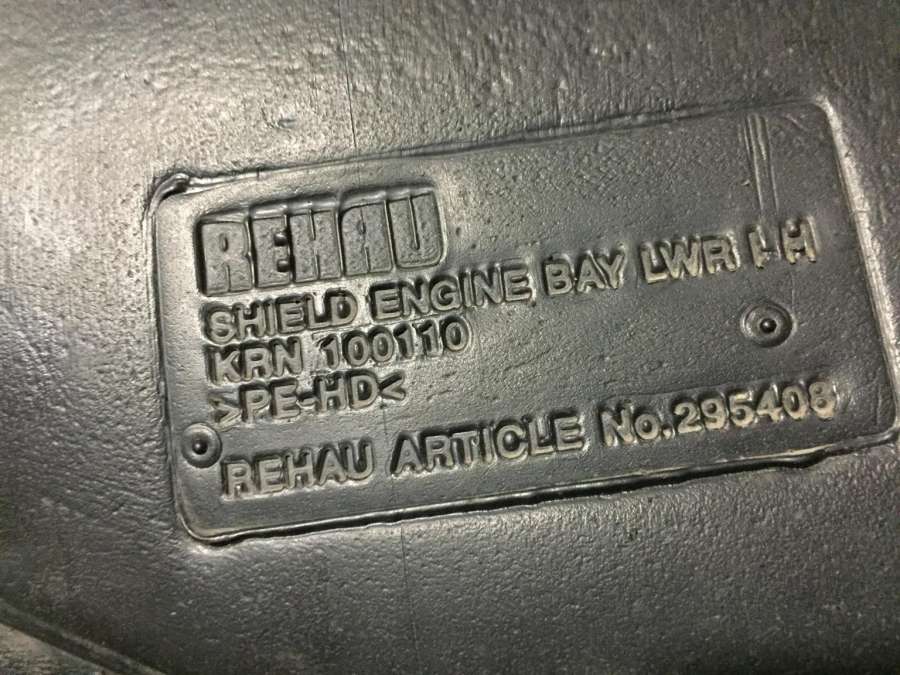 REHAU
SHIELD ENGINE BAY LWR LH
KRN 100110
>PE-HD<
REHAU ARTICLE No.295408